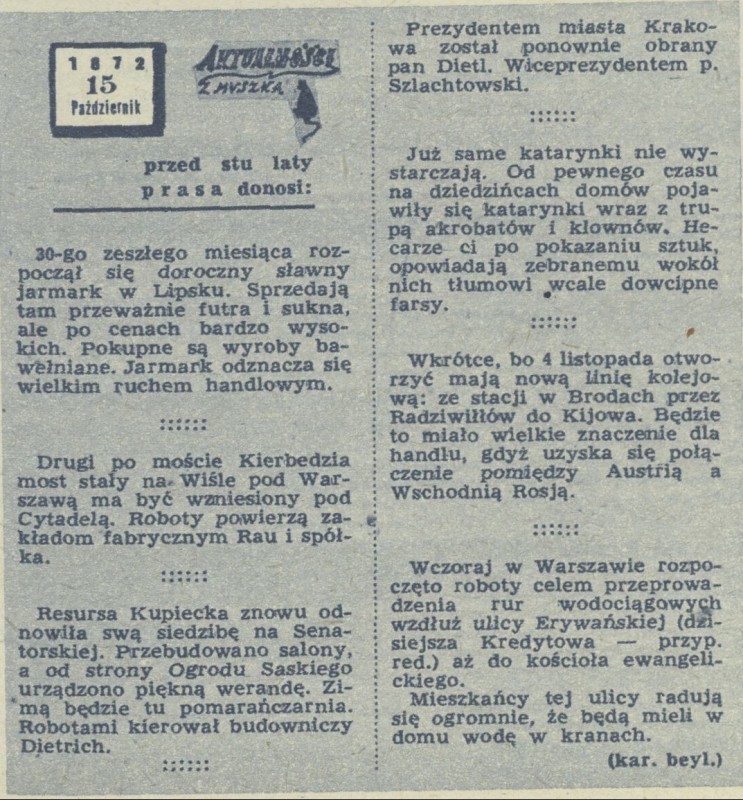 1872
15
Październik
AKTUALNOŚCI
Z MYSZKĄ
przed stu laty
prasa donosi:
30-go zeszłego miesiąca roz-
począł się doroczny sławny
jarmark w Lipsku. Sprzedają
tam przeważnie futra i sukna,
ale po cenach bardzo wyso-
kich. Pokupne są wyroby ba-
wełniane. Jarmark odznacza się
wielkim ruchem handlowym.
Drugi po moście Kierbedzia
most stały na Wiśle pod War-
szawą ma być wzniesiony pod
Cytadelą. Roboty powierzą za-
kładom fabrycznym Rau i spół-
ka.
Resursa Kupiecka znowu od-
nowiła swą siedzibę na Sena-
torskiej. Przebudowano salony,
a od strony Ogrodu Saskiego
urządzono piękną werandę. Zi-
mą będzie tu pomarańczarnia.
Robotami kierował budowniczy
Dietrich.
Prezydentem miasta Krako-
wa został ponownie obrany
pan Dietl. Wiceprezydentem p.
Szlachtowski.
Już same katarynki nie wy-
starczają. Od pewnego czasu
na dziedzińcach domów poja-
wiły się katarynki wraz z tru-
pą akrobatów i klownów. He-
carze ci po pokazaniu sztuk,
opowiadają zebranemu wokół
nich tłumowi wcale dowcipne
farsy.
Wkrótce, bo 4 listopada otwo-
rzyć mają nową linię kolejo-
wą: ze stacji w Brodach przez
Radziwiłłów do Kijowa. Będzie
to miało wielkie znaczenie dla
handlu, gdyż uzyska się połą-
czenie pomiędzy Austrią a
Wschodnią Rosją.
Wczoraj w Warszawie rozpo-
częto roboty celem przeprowa-
dzenia rur wodociągowych
wzdłuż ulicy Erywańskiej (dzi-
siejsza Kredytowa — przyp.
red.) aż do kościoła ewangeli-
ckiego.
Mieszkańcy tej ulicy radują
się ogromnie, że będą mieli w
domu wodę w kranach.
(kar. beyl.)